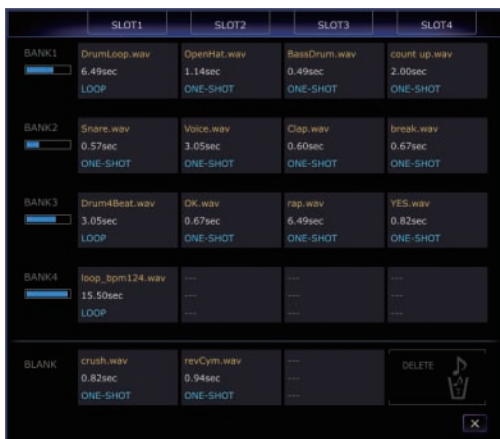 SLOT1 SLOT2 SLOT3 SLOT4
BANK1 DrumLoop.wav OpenHat.wav BassDrum.wav count up.wav
6.49sec 1.14sec 0.49sec 2.00sec
LOOP ONE-SHOT ONE-SHOT ONE-SHOT
BANK2 Snare.wav Voice.wav Clap.wav break.wav
0.57sec 3.05sec 0.60sec 0.67sec
ONE-SHOT ONE-SHOT ONE-SHOT ONE-SHOT
BANK3 Drum4Beat.wav OK.wav rap.wav YES.wav
3.05sec 0.67sec 6.49sec 0.82sec
LOOP ONE-SHOT ONE-SHOT ONE-SHOT
BANK4 loop_bpm124.wav --- --- ---
15.50sec --- --- ---
LOOP --- --- ---
BLANK crush.wav revCym.wav --- DELETE
0.82sec 0.94sec ---
ONE-SHOT ONE-SHOT ---